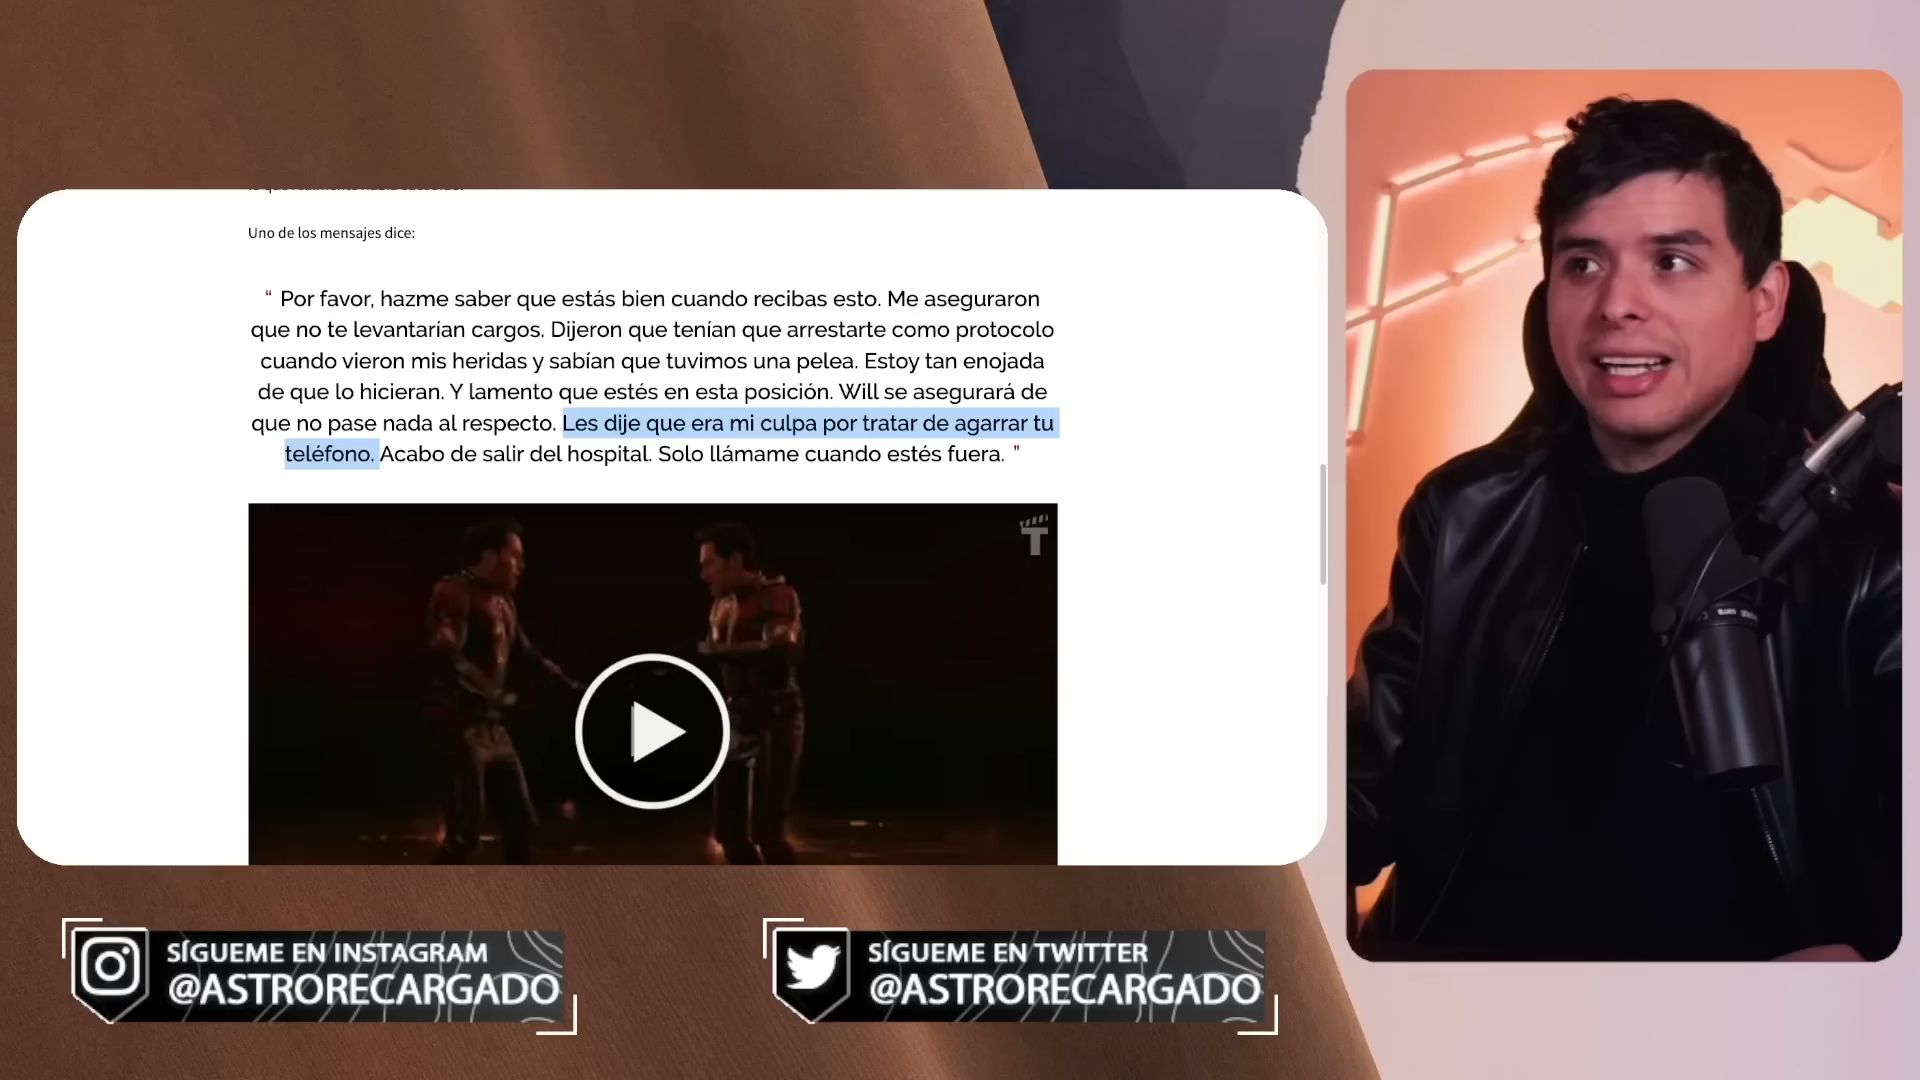 Uno de los mensajes dice:
“ Por favor, hazme saber que estás bien cuando recibas esto. Me aseguraron
que no te levantarían cargos. Dijeron que tenían que arrestarte como protocolo
cuando vieron mis heridas y sabían que tuvimos una pelea. Estoy tan enojada
de que lo hicieran. Y lamento que estés en esta posición. Will se asegurará de
que no pase nada al respecto. Les dije que era mi culpa por tratar de agarrar tu
teléfono. Acabo de salir del hospital. Solo llámame cuando estés fuera. ”
T
SÍGUEME EN INSTAGRAM
@ASTRORECARGADO
SÍGUEME EN TWITTER
@ASTRORECARGADO